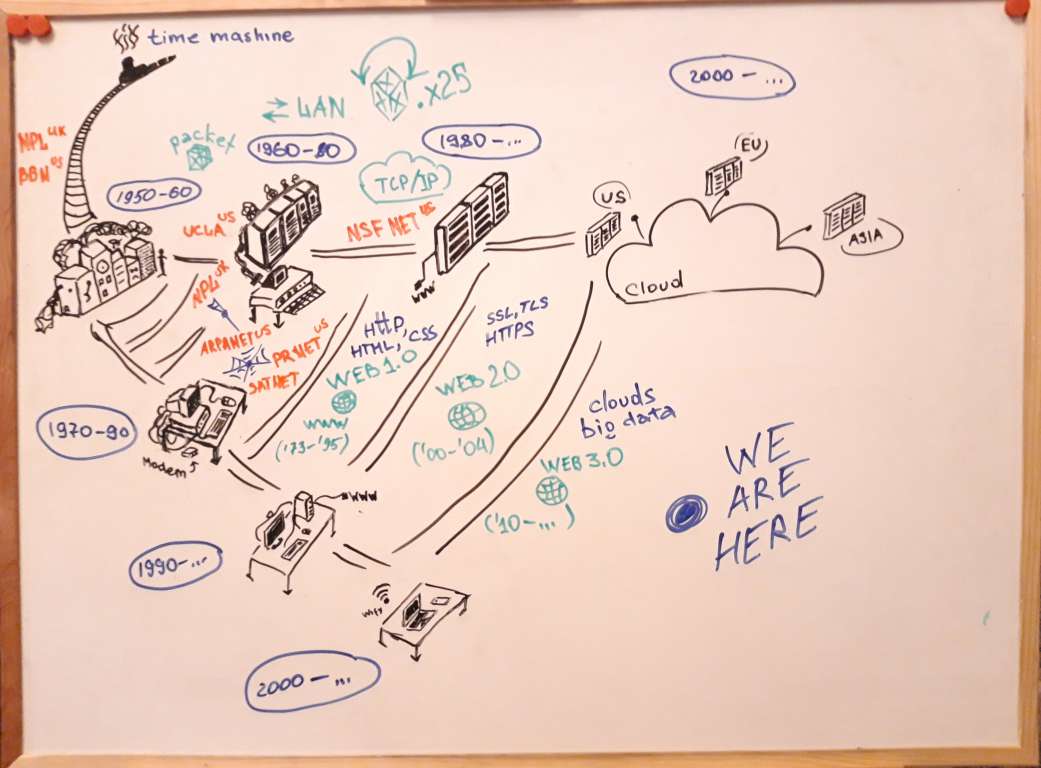 time mashine
2000-...
LAN
.x25
packet
NPL UK
BBN US
1950-60
1960-80
1980-...
TCP/IP
UCLA US
NSF NET US
www
US
EU
ASIA
Cloud
NPL UK
ARPANET US
PRNET US
SATNET
HTTP,
HTML, CSS
WEB 1.0
WWW
('73-'95)
SSL, TLS
HTTPS
WEB 2.0
('00-'04)
clouds
big data
WEB 3.0
('10-...)
1970-90
Modem
WWW
1990-...
WiFi
2000-...
WE
ARE
HERE